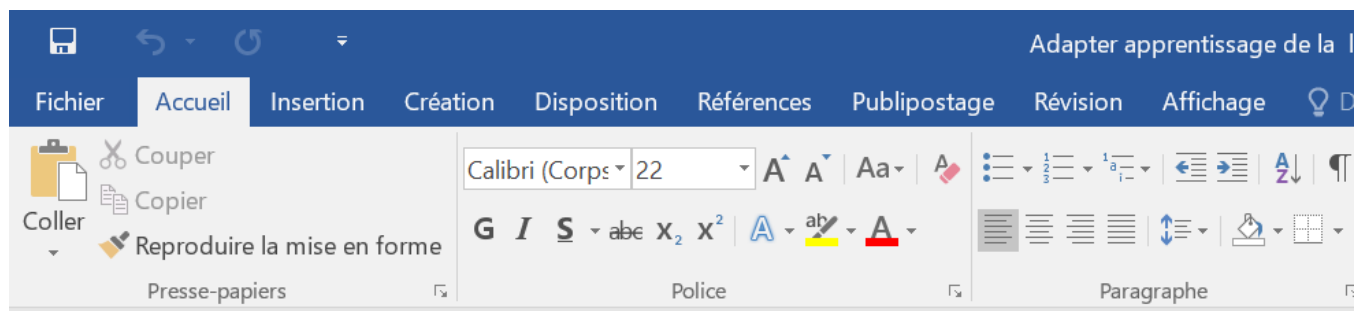 Adapter apprentissage de la l
Fichier Accueil Insertion Création Disposition Références Publipostage Révision Affichage D
Couper
Calibri (Corps 22 A A Aa
Copier
Coller
G I S abc X₂ X² A ab A
Reproduire la mise en forme
Presse-papiers Police Paragraphe